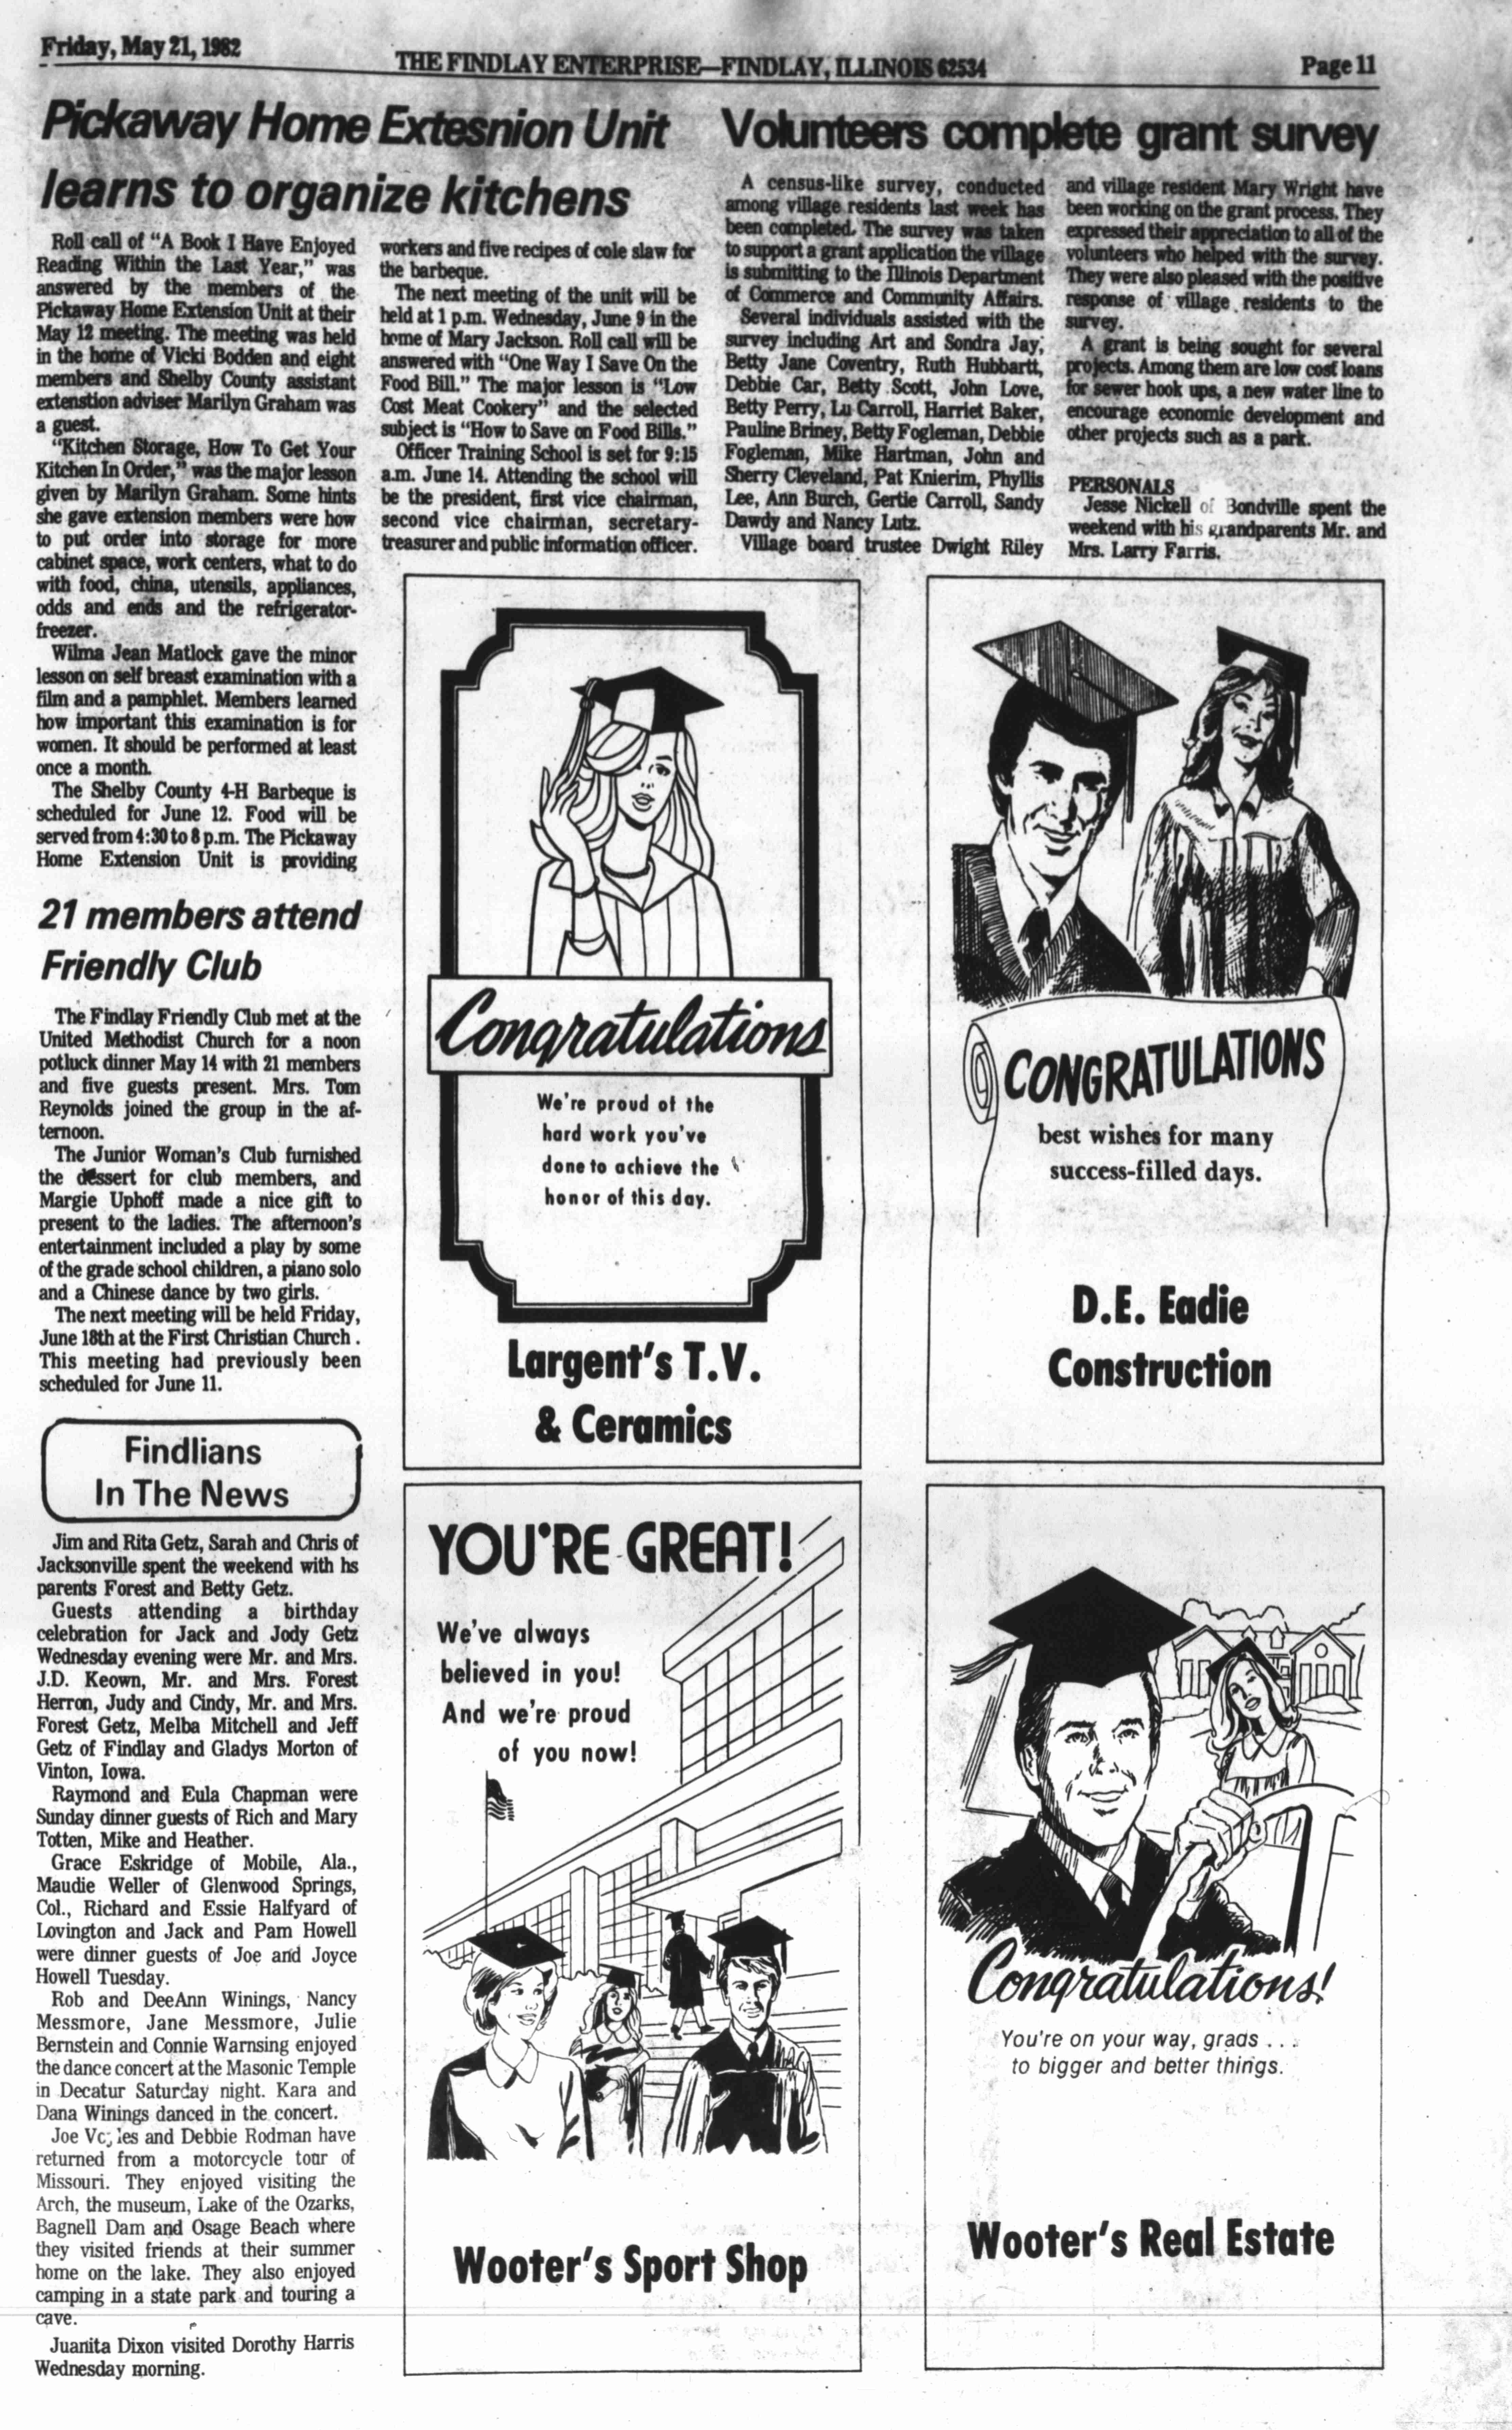 Friday, May 21, 1982
THE FINDLAY ENTERPRISE—FINDLAY, ILLINOIS 62534
Page 11
Pickaway Home Extesnion Unit
learns to organize kitchens
Roll call of "A Book I Have Enjoyed
Reading Within the Last Year," was
answered by the members of the
Pickaway Home Extension Unit at their
May 12 meeting. The meeting was held
in the home of Vicki Bodden and eight
members and Shelby County assistant
extenstion adviser Marilyn Graham was
a guest.
"Kitchen Storage, How To Get Your
Kitchen In Order," was the major lesson
given by Marilyn Graham. Some hints
she gave extension members were how
to put order into storage for more
cabinet space, work centers, what to do
with food, china, utensils, appliances,
odds and ends and the refrigerator-
freezer.
Wilma Jean Matlock gave the minor
lesson on self breast examination with a
film and a pamphlet. Members learned
how important this examination is for
women. It should be performed at least
once a month.
The Shelby County 4-H Barbeque is
scheduled for June 12. Food will be
served from 4:30 to 8 p.m. The Pickaway
Home Extension Unit is providing
workers and five recipes of cole slaw for
the barbeque.
The next meeting of the unit will be
held at 1 p.m. Wednesday, June 9 in the
home of Mary Jackson. Roll call will be
answered with "One Way I Save On the
Food Bill." The major lesson is "Low
Cost Meat Cookery" and the selected
subject is "How to Save on Food Bills."
Officer Training School is set for 9:15
a.m. June 14. Attending the school will
be the president, first vice chairman,
second vice chairman, secretary-
treasurer and public information officer.
Volunteers complete grant survey
A census-like survey, conducted
among village residents last week has
been completed. The survey was taken
to support a grant application the village
is submitting to the Illinois Department
of Commerce and Community Affairs.
Several individuals assisted with the
survey including Art and Sondra Jay,
Betty Jane Coventry, Ruth Hubbartt,
Debbie Car, Betty Scott, John Love,
Betty Perry, Lu Carroll, Harriet Baker,
Pauline Briney, Betty Fogleman, Debbie
Fogleman, Mike Hartman, John and
Sherry Cleveland, Pat Knierim, Phyllis
Lee, Ann Burch, Gertie Carroll, Sandy
Dawdy and Nancy Lutz.
Village board trustee Dwight Riley
and village resident Mary Wright have
been working on the grant process. They
expressed their appreciation to all of the
volunteers who helped with the survey.
They were also pleased with the positive
response of village residents to the
survey.
A grant is being sought for several
projects. Among them are low cost loans
for sewer hook ups, a new water line to
encourage economic development and
other projects such as a park.
PERSONALS
Jesse Nickell of Bondville spent the
weekend with his grandparents Mr. and
Mrs. Larry Farris.
21 members attend
Friendly Club
The Findlay Friendly Club met at the
United Methodist Church for a noon
potluck dinner May 14 with 21 members
and five guests present. Mrs. Tom
Reynolds joined the group in the af-
ternoon.
The Junior Woman's Club furnished
the dessert for club members, and
Margie Uphoff made a nice gift to
present to the ladies. The afternoon's
entertainment included a play by some
of the grade school children, a piano solo
and a Chinese dance by two girls.
The next meeting will be held Friday,
June 18th at the First Christian Church .
This meeting had previously been
scheduled for June 11.
Findlians
In The News
Jim and Rita Getz, Sarah and Chris of
Jacksonville spent the weekend with hs
parents Forest and Betty Getz.
Guests attending a birthday
celebration for Jack and Jody Getz
Wednesday evening were Mr. and Mrs.
J.D. Keown, Mr. and Mrs. Forest
Herron, Judy and Cindy, Mr. and Mrs.
Forest Getz, Melba Mitchell and Jeff
Getz of Findlay and Gladys Morton of
Vinton, Iowa.
Raymond and Eula Chapman were
Sunday dinner guests of Rich and Mary
Totten, Mike and Heather.
Grace Eskridge of Mobile, Ala.,
Maudie Weller of Glenwood Springs,
Col., Richard and Essie Halfyard of
Lovington and Jack and Pam Howell
were dinner guests of Joe and Joyce
Howell Tuesday.
Rob and DeeAnn Winings, Nancy
Messmore, Jane Messmore, Julie
Bernstein and Connie Warnsing enjoyed
the dance concert at the Masonic Temple
in Decatur Saturday night. Kara and
Dana Winings danced in the concert.
Joe and Debbie Rodman have
returned from a motorcycle tour of
Missouri. They enjoyed visiting the
Arch, the museum, Lake of the Ozarks,
Bagnell Dam and Osage Beach where
they visited friends at their summer
home on the lake. They also enjoyed
camping in a state park and touring a
cave.
Juanita Dixon visited Dorothy Harris
Wednesday morning.
Congratulations
We're proud of the
hard work you've
done to achieve the
honor of this day.
Largent's T.V.
& Ceramics
CONGRATULATIONS
best wishes for many
success-filled days.
D.E. Eadie
Construction
YOU'RE GREAT!
We've always
believed in you!
And we're proud
of you now!
Wooter's Sport Shop
Congratulations!
You're on your way, grads . . .
to bigger and better things.
Wooter's Real Estate